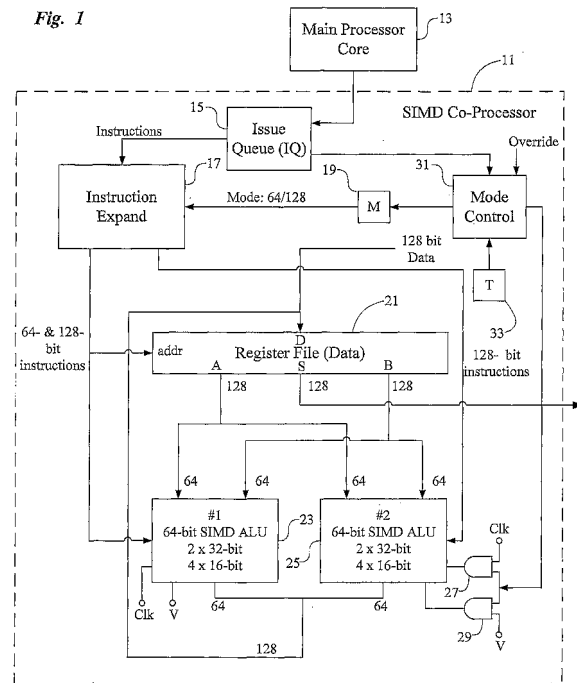 Fig. 1
Main Processor
Core
13
11
SIMD Co-Processor
15
Issue
Queue (IQ)
Instructions
17
Instruction
Expand
Mode: 64/128
19
M
31
Override
Mode
Control
T
33
128 bit
Data
21
64- & 128-
bit
instructions
addr
D
Register File (Data)
A
S
B
128
128
128
128- bit
instructions
64
64
64
64
#1
64-bit SIMD ALU
2 x 32-bit
4 x 16-bit
23
#2
64-bit SIMD ALU
2 x 32-bit
4 x 16-bit
25
Clk
27
29
V
Clk
V
64
64
128